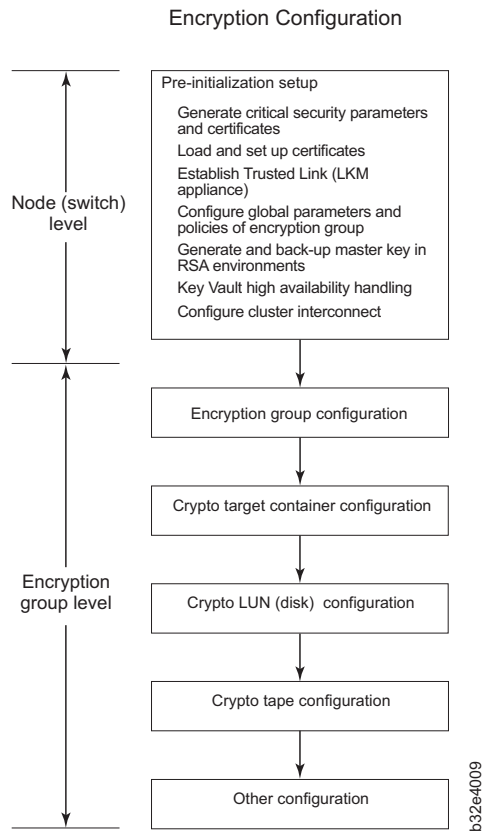 Encryption Configuration
Pre-initialization setup
Generate critical security parameters
and certificates
Load and set up certificates
Establish Trusted Link (LKM
appliance)
Configure global parameters and
policies of encryption group
Generate and back-up master key in
RSA environments
Key Vault high availability handling
Configure cluster interconnect
Node (switch)
level
Encryption group configuration
Crypto target container configuration
Crypto LUN (disk) configuration
Encryption
group level
Crypto tape configuration
Other configuration
b32e4009